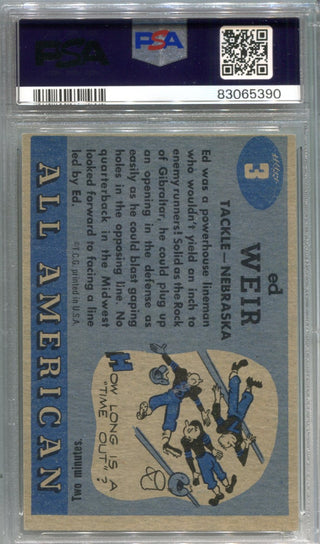 PSA
PSA
83065390
3
ed
WEIR
TACKLE—NEBRASKA
Ed was a powerhouse lineman
who wouldn't yield an inch to
enemy runners! Solid as the Rock
of Gibraltar, he could plug up
an opening in the defense as
easily as he could blast gaping
holes in the opposing line. No
quarterback in the Midwest
looked forward to facing a line
led by Ed.
©T.C.G. printed in U.S.A.
ALL AMERICAN
HOW LONG IS A
"TIME OUT"?
Two minutes.